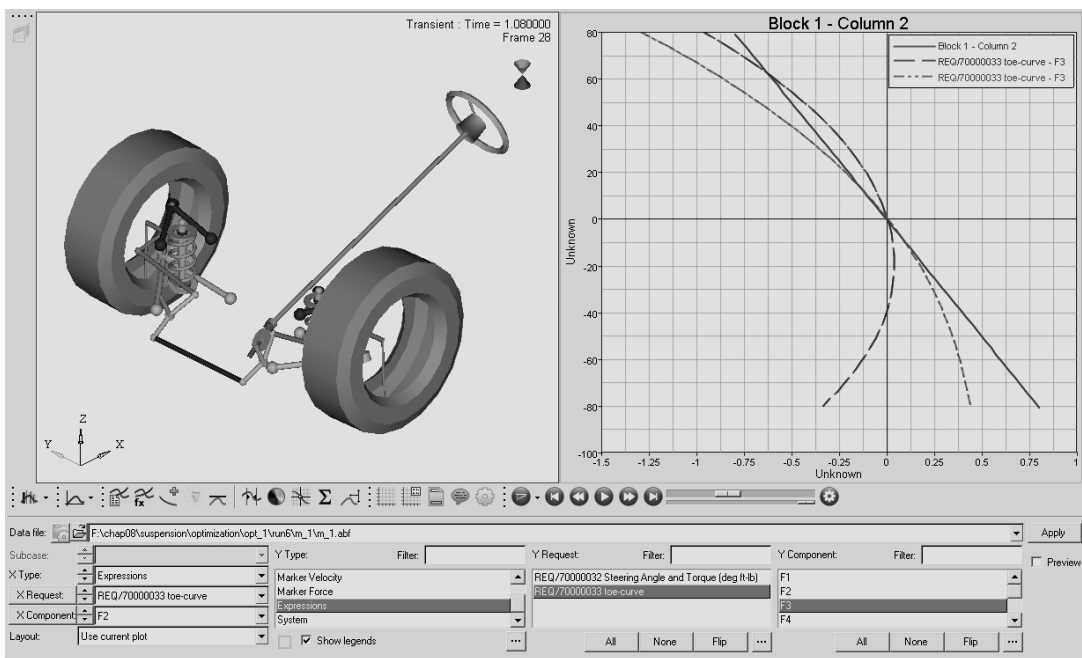 Transient : Time = 1.080000
Frame 28
Z
Y
X
Block 1 - Column 2
Block 1 - Column 2
REQ/70000033 toe-curve - F3
REQ/70000033 toe-curve - F3
80
60
40
20
0
-20
-40
-60
-80
-100
Unknown
-1.5 -1.25 -1 -0.75 -0.5 -0.25 0 0.25 0.5 0.75 1
Unknown
fx
Σ
Data file: F:\chap08\suspension\optimization\opt_1\run6\m_1\m_1.abf Apply
Subcase: Y Type: Filter: Y Request: Filter: Y Component: Filter: Preview
X Type: Expressions
X Request: REQ/70000033 toe-curve
X Component: F2
Layout: Use current plot
Marker Velocity
Marker Force
Expressions
System
Show legends ...
REQ/70000032 Steering Angle and Torque (deg ft-lb)
REQ/70000033 toe-curve
All None Flip ...
F1
F2
F3
F4
All None Flip ...